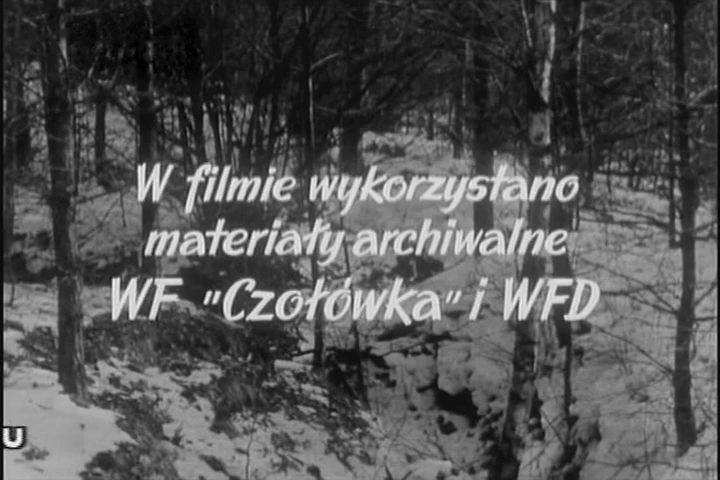 W filmie wykorzystano
materiały archiwalne
WF "Czołówka" i WFD
U